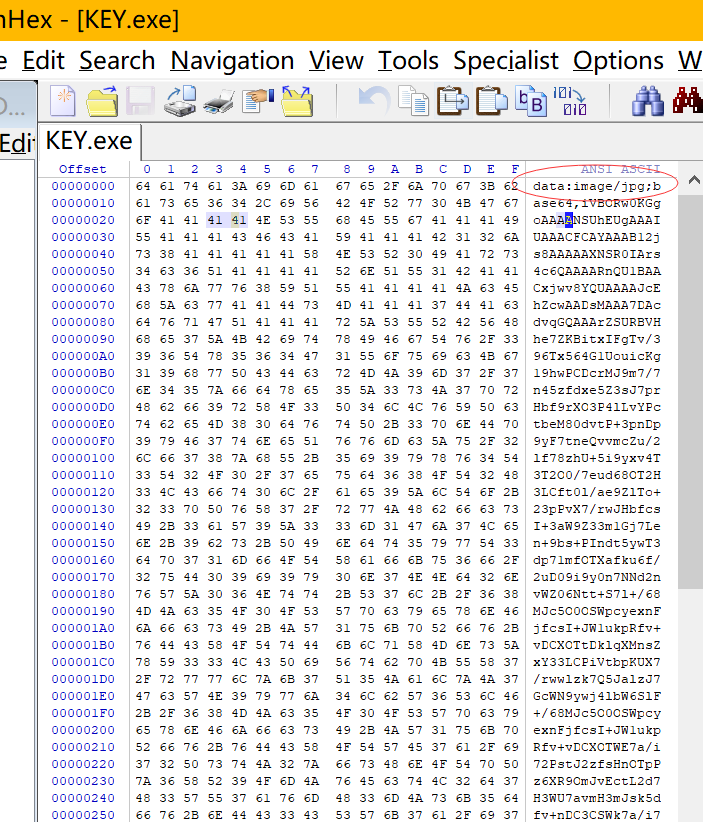 nHex - [KEY.exe]
e Edit Search Navigation View Tools Specialist Options W
D...
Edi
KEY.exe
Offset 0 1 2 3 4 5 6 7 8 9 A B C D E F ANSI ASCII
00000000 64 61 74 61 3A 69 6D 61 67 65 2F 6A 70 67 3B 62 data:image/jpg;b
00000010 61 73 65 36 34 2C 69 56 42 4F 52 77 30 4B 47 67 ase64,iVBORw0KGg
00000020 6F 41 41 41 41 4E 53 55 68 45 55 67 41 41 41 49 oAAAANSUhEUgAAAI
00000030 55 41 41 41 43 46 43 41 59 41 41 41 42 31 32 6A UAAACFCAYAAAB12j
00000040 73 38 41 41 41 41 41 58 4E 53 52 30 49 41 72 73 s8AAAAAXNSR0IArs
00000050 34 63 36 51 41 41 41 41 52 6E 51 55 31 42 41 41 4c6QAAAARnQU1BAA
00000060 43 78 6A 77 76 38 59 51 55 41 41 41 41 4A 63 45 Cxjwv8YQUAAAAJcE
00000070 68 5A 63 77 41 41 44 73 4D 41 41 41 37 44 41 63 hZcwAADsMAAA7DAc
00000080 64 76 71 47 51 41 41 41 72 5A 53 55 52 42 56 48 dvqGQAAArZSURBVH
00000090 68 65 37 5A 4B 42 69 74 78 49 46 67 54 76 2F 33 he7ZKBitxIFgTv/3
000000A0 39 36 54 78 35 36 34 47 31 55 6F 75 69 63 4B 67 96Tx564G1UouicKg
000000B0 31 39 68 77 50 43 44 63 72 4D 4A 39 6D 37 2F 37 19hwPCDcrMJ9m7/7
000000C0 6E 34 35 7A 66 64 78 65 35 5A 33 73 4A 37 70 72 n45zfdxe5Z3sJ7pr
000000D0 48 62 66 39 72 58 4F 33 50 34 6C 4C 76 59 50 63 Hbf9rXO3P4lLvYPc
000000E0 74 62 65 4D 38 30 64 76 74 50 2B 33 70 6E 44 70 tbeM80dvtP+3pnDp
000000F0 39 79 46 37 74 6E 65 51 76 76 6D 63 5A 75 2F 32 9yF7tneQvvmcZu/2
00000100 6C 66 37 38 7A 68 55 2B 35 69 39 79 78 76 34 54 lf78zhU+5i9yxv4T
00000110 33 54 32 4F 30 2F 37 65 75 64 36 38 4F 54 32 48 3T2O0/7eud68OT2H
00000120 33 4C 43 66 74 30 6C 2F 61 65 39 5A 6C 54 6F 2B 3LCft0l/ae9ZlTo+
00000130 32 33 70 50 76 58 37 2F 72 77 4A 48 62 66 63 73 23pPvX7/rwJHbfcs
00000140 49 2B 33 61 57 39 5A 33 33 6D 31 47 6A 37 4C 65 I+3aW9Z33m1Gj7Le
00000150 6E 2B 39 62 73 2B 50 49 6E 64 74 35 79 77 54 33 n+9bs+PIndt5ywT3
00000160 64 70 37 31 6D 66 4F 54 58 61 66 6B 75 36 66 2F dp71mfOTXafku6f/
00000170 32 75 44 30 39 69 39 79 30 6E 37 4E 4E 64 32 6E 2uD09i9y0n7NNd2n
00000180 76 57 5A 30 36 4E 74 74 2B 53 37 6C 2B 2F 36 38 vWZ06Ntt+S7l+/68
00000190 4D 4A 63 35 4F 30 4F 53 57 70 63 79 65 78 6E 46 MJc5O0OSWpcyexnF
000001A0 6A 66 63 73 49 2B 4A 57 31 75 6B 70 52 66 76 2B jfcsI+JW1ukpRfv+
000001B0 76 44 43 58 4F 54 74 44 6B 6C 71 58 4D 6E 73 5A vDCXOTtDklqXMnsZ
000001C0 78 59 33 33 4C 43 50 69 56 74 62 70 4B 55 58 37 xY33LCPiVtbpKUX7
000001D0 2F 72 77 77 6C 7A 6B 37 51 35 4A 61 6C 7A 4A 37 /rwwlzk7Q5JalzJ7
000001E0 47 63 57 4E 39 79 77 6A 34 6C 62 57 36 53 6C 46 GcWN9ywj4lbW6SlF
000001F0 2B 2F 36 38 4D 4A 63 35 4F 30 4F 53 57 70 63 79 +/68MJc5O0OSWpcy
00000200 65 78 6E 46 6A 66 63 73 49 2B 4A 57 31 75 6B 70 exnFjfcsI+JW1ukp
00000210 52 66 76 2B 76 44 43 58 4F 54 57 45 37 61 2F 69 Rfv+vDCXOTWE7a/i
00000220 37 32 50 73 74 4A 32 7A 66 73 48 6E 4F 54 70 50 72PstJ2zfsHnOTpP
00000230 7A 36 58 52 39 4F 6D 4A 76 45 63 74 4C 32 64 37 z6XR9OmJvEctL2d7
00000240 48 33 57 55 37 61 76 6D 48 33 6D 4A 73 6B 35 64 H3WU7avmH3mJsk5d
00000250 66 76 2B 6E 44 43 33 43 53 57 6B 37 61 2F 69 37 fv+nDC3CSWk7a/i7